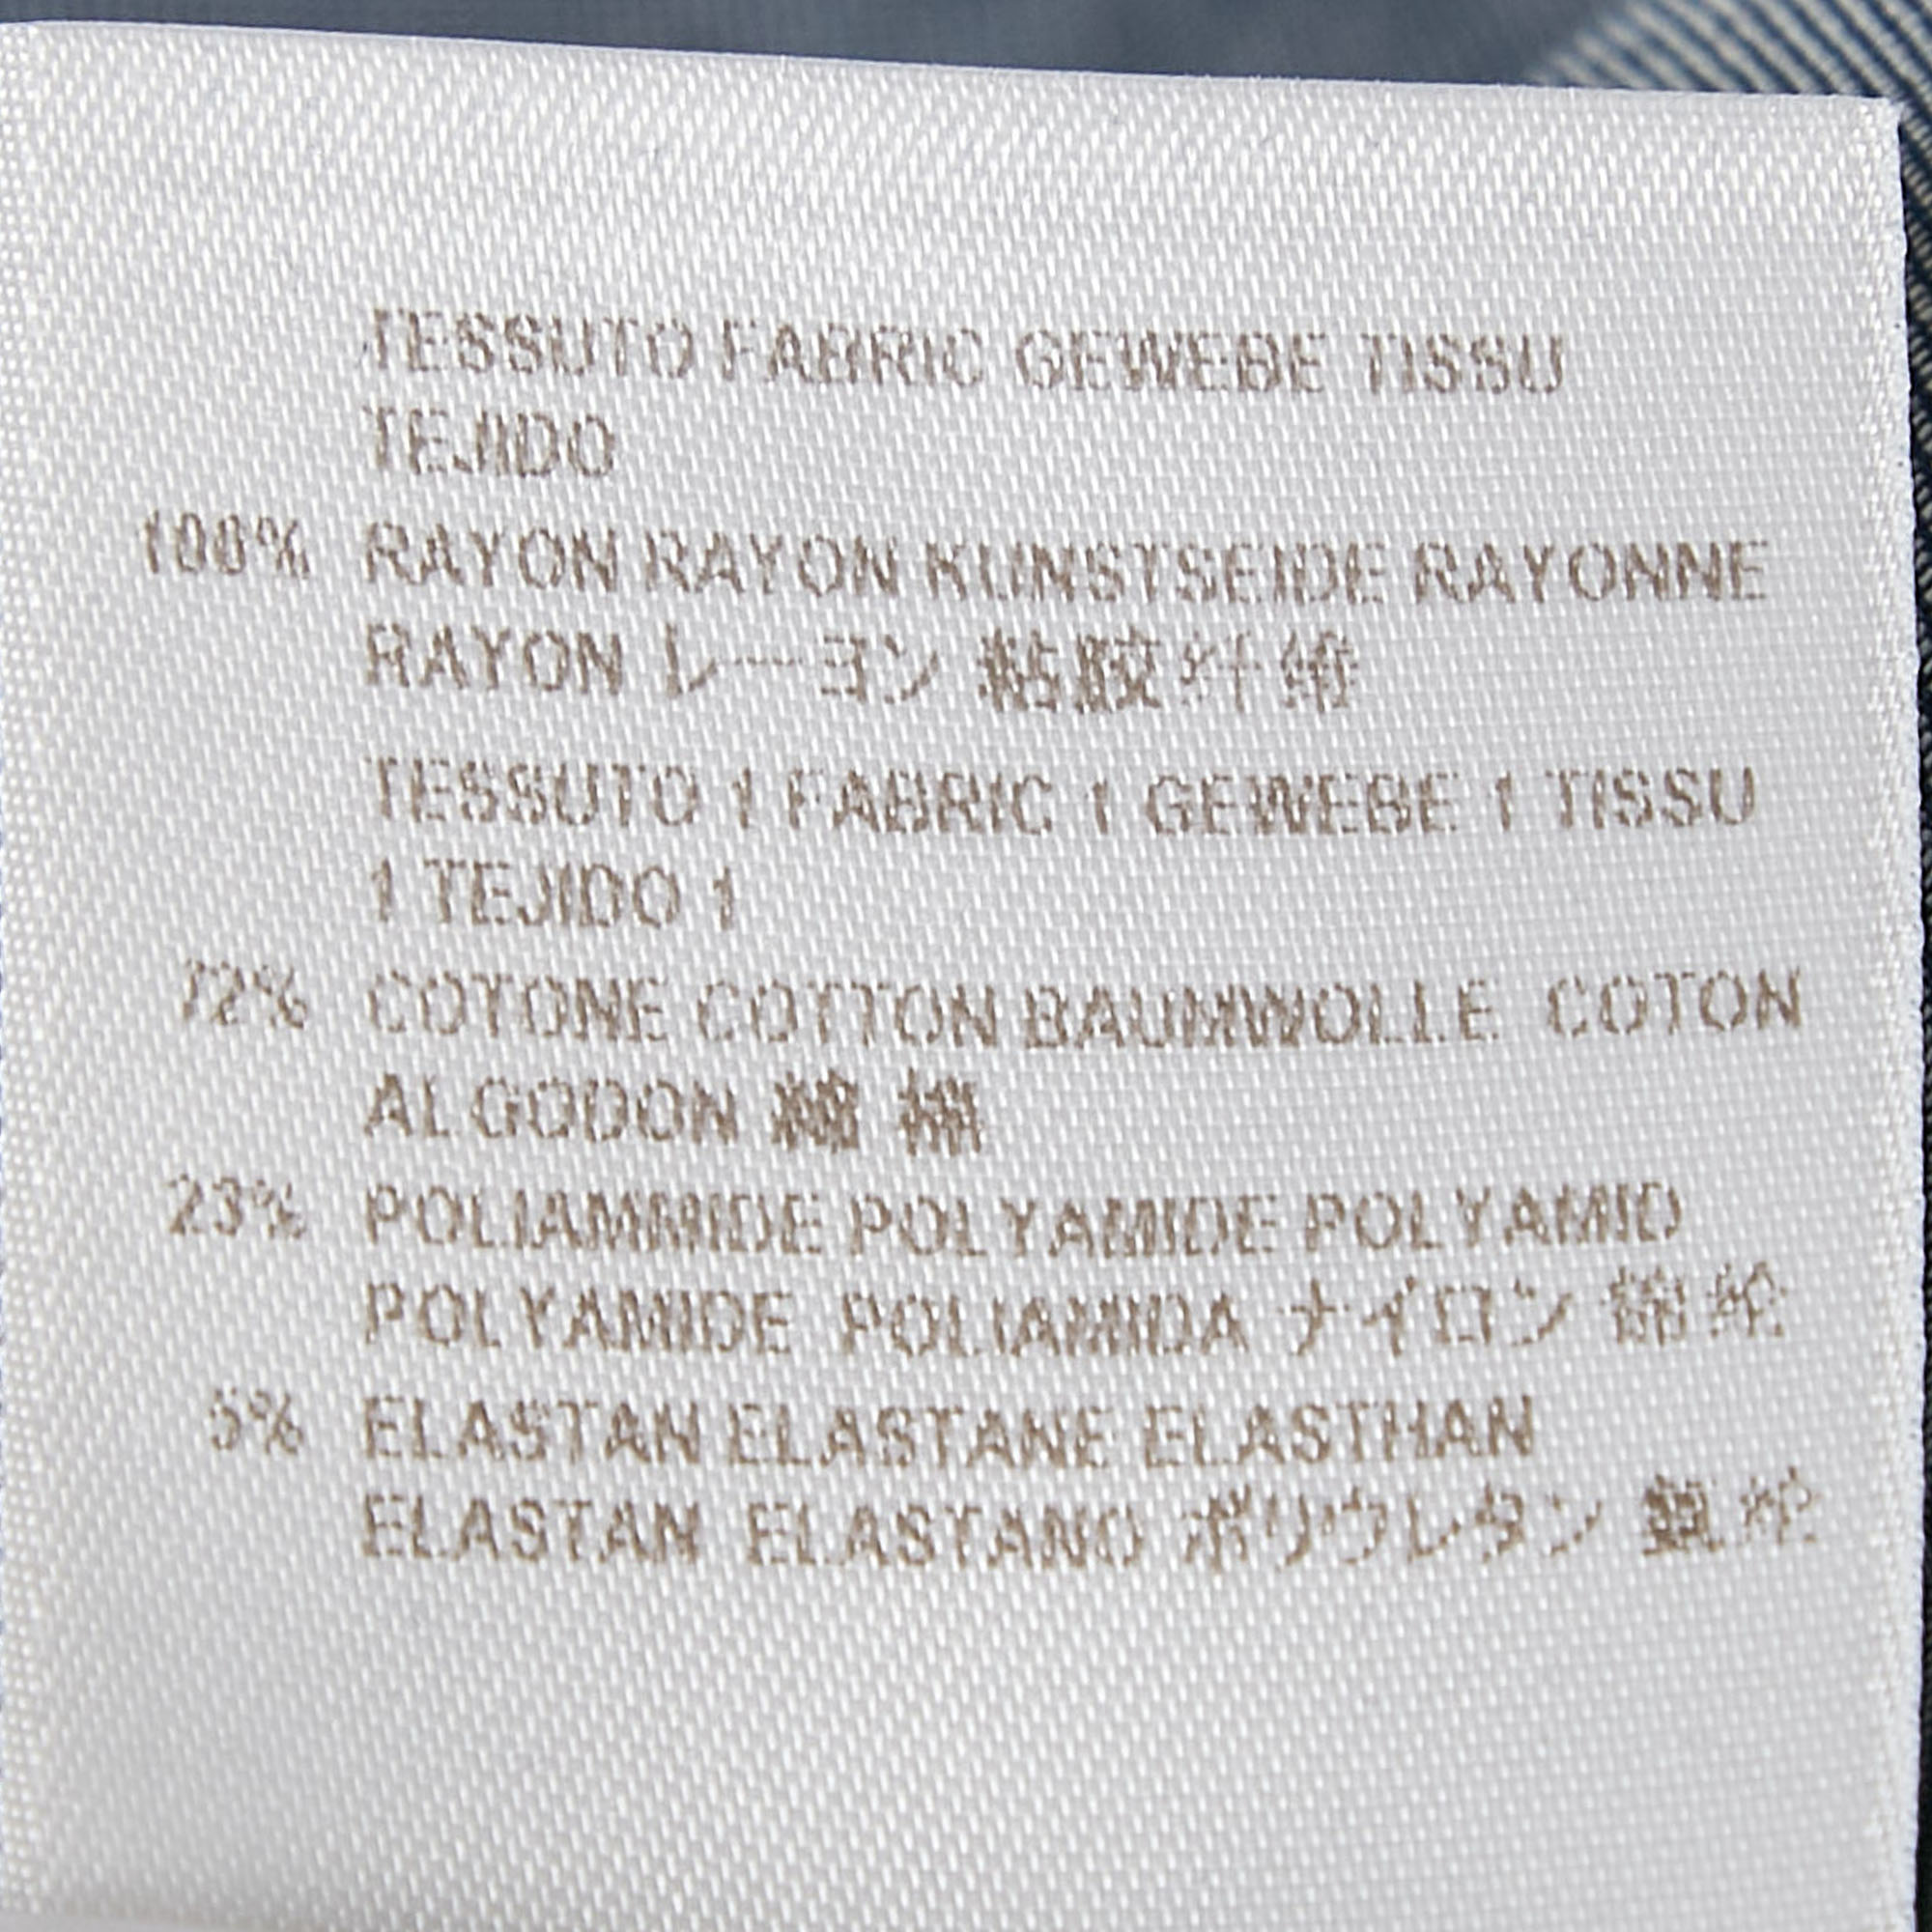 TESSUTO FABRIC GEWEBE TISSU
TEJIDO
100% RAYON RAYON KUNSTSEIDE RAYONNE
RAYON レーヨン 粘胶纤维
TESSUTO 1 FABRIC 1 GEWEBE 1 TISSU
1 TEJIDO 1
72% COTONE COTTON BAUMWOLLE COTON
ALGODON 綿 棉
23% POLIAMMIDE POLYAMIDE POLYAMID
POLYAMIDE POLIAMIDA ナイロン 锦纶
5% ELASTAN ELASTANE ELASTHAN
ELASTAN ELASTANO ポリウレタン 氨纶